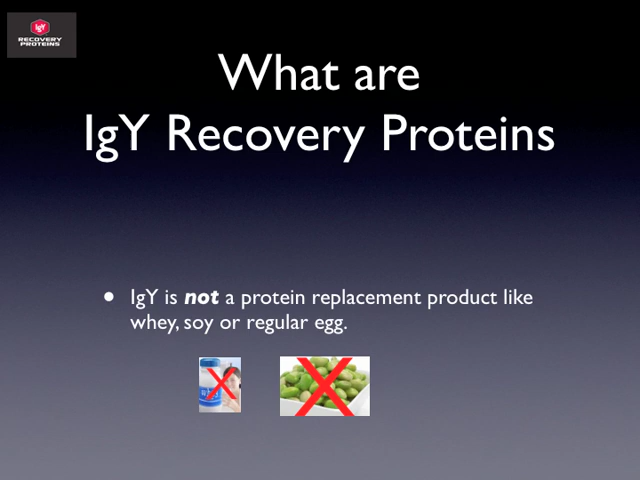 IgY
RECOVERY
PROTEINS
What are
IgY Recovery Proteins
• IgY is not a protein replacement product like
whey, soy or regular egg.